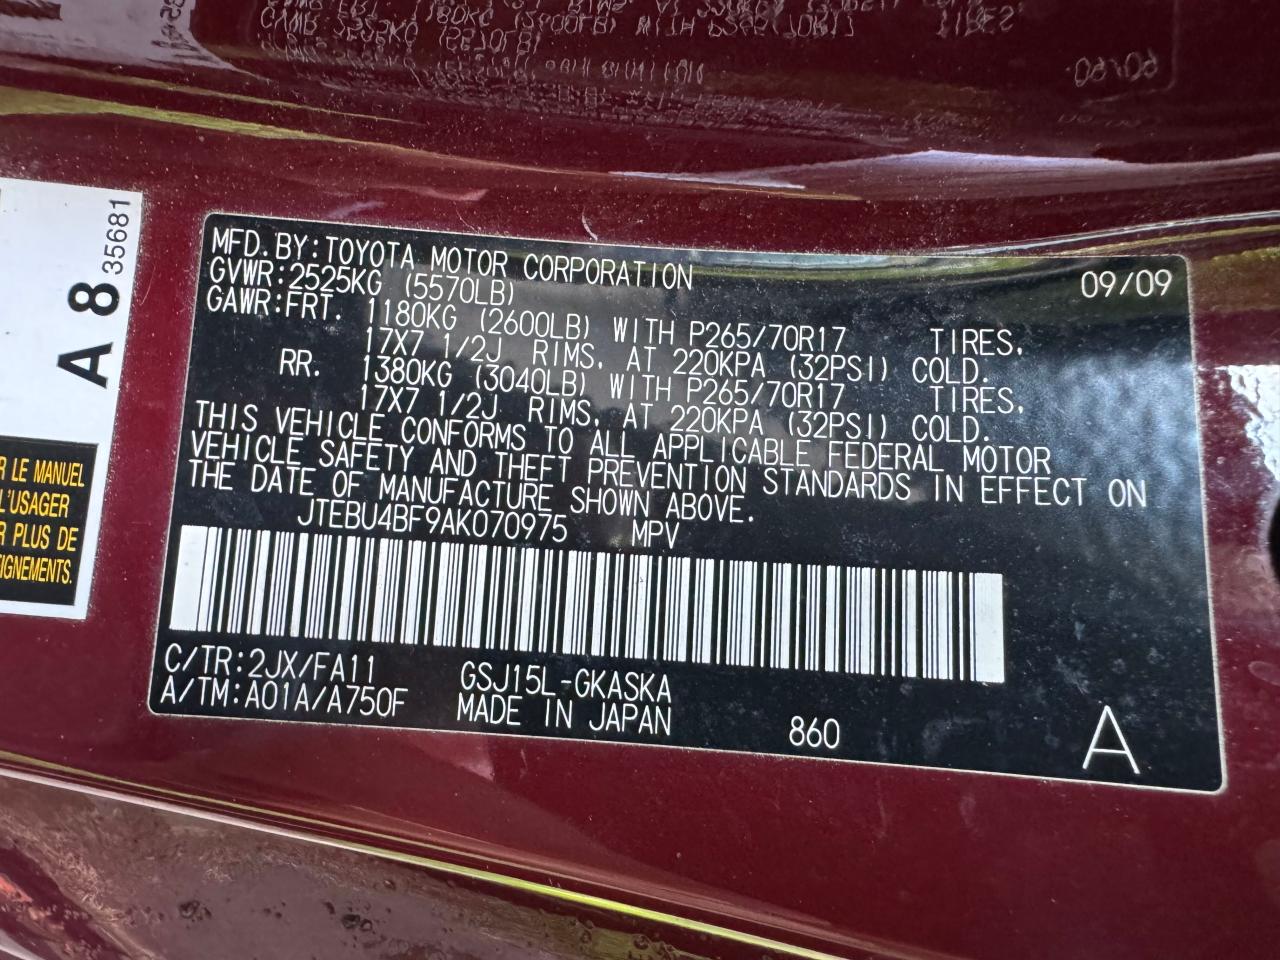 A 8 35681
R LE MANUEL
L'USAGER
R PLUS DE
IGNEMENTS.
MFD. BY: TOYOTA MOTOR CORPORATION 09/09
GVWR: 2525KG (5570LB)
GAWR: FRT. 1180KG (2600LB) WITH P265/70R17 TIRES,
17X7 1/2J RIMS, AT 220KPA (32PSI) COLD.
RR. 1380KG (3040LB) WITH P265/70R17 TIRES,
17X7 1/2J RIMS, AT 220KPA (32PSI) COLD.
THIS VEHICLE CONFORMS TO ALL APPLICABLE FEDERAL MOTOR
VEHICLE SAFETY AND THEFT PREVENTION STANDARDS IN EFFECT ON
THE DATE OF MANUFACTURE SHOWN ABOVE.
JTEBU4BF9AK070975 MPV
C/TR: 2JX/FA11 GSJ15L-GKASKA
A/TM: A01A/A750F MADE IN JAPAN 860 A